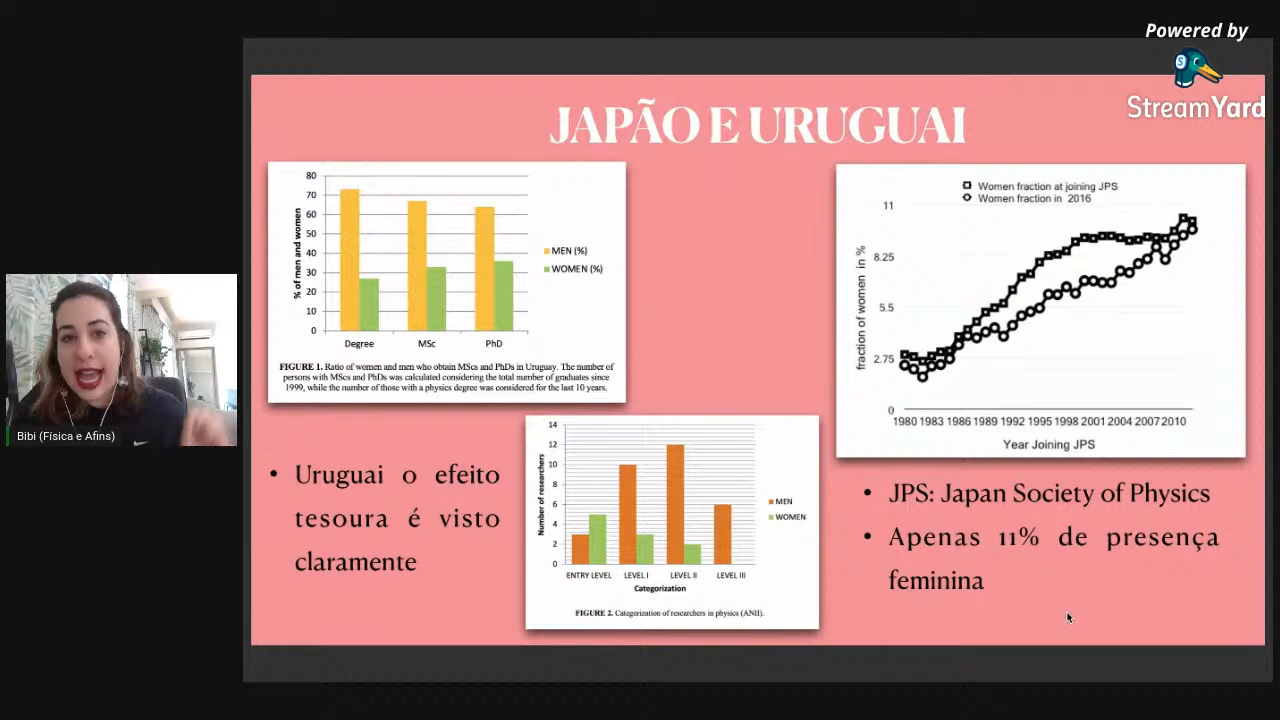 Powered by
StreamYard
JAPÃO E URUGUAI
80
70
60
50
40
30
20
10
0
% of men and women
Degree MSc PhD
MEN (%)
WOMEN (%)
FIGURE 1. Ratio of women and men who obtain MScs and PhDs in Uruguay. The number of
persons with MScs and PhDs was calculated considering the total number of graduates since
1999, while the number of those with a physics degree was considered for the last 10 years.
Women fraction at joining JPS
Women fraction in 2016
11
8.25
5.5
2.75
0
fraction of women in %
1980 1983 1986 1989 1992 1995 1998 2001 2004 2007 2010
Year Joining JPS
Bibi (Física e Afins)
• Uruguai o efeito
tesoura é visto
claramente
14
12
10
8
6
4
2
0
Number of researchers
ENTRY LEVEL LEVEL I LEVEL II LEVEL III
Categorization
MEN
WOMEN
FIGURE 2. Categorization of researchers in physics (ANII).
• JPS: Japan Society of Physics
• Apenas 11% de presença
feminina